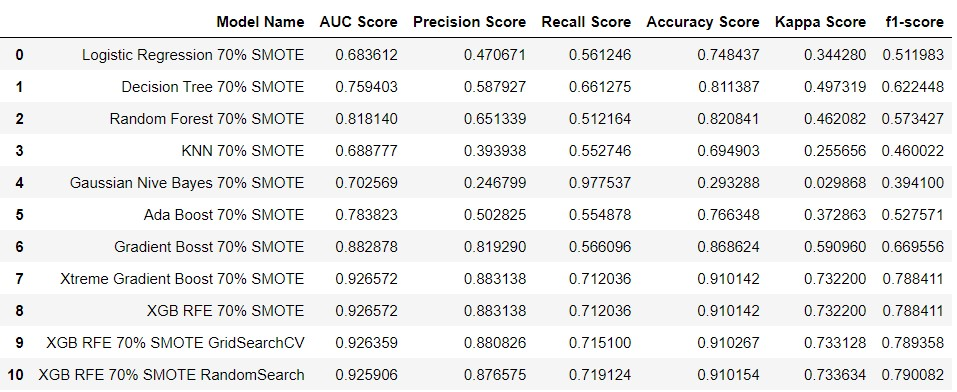 Model Name AUC Score Precision Score Recall Score Accuracy Score Kappa Score f1-score
0 Logistic Regression 70% SMOTE 0.683612 0.470671 0.561246 0.748437 0.344280 0.511983
1 Decision Tree 70% SMOTE 0.759403 0.587927 0.661275 0.811387 0.497319 0.622448
2 Random Forest 70% SMOTE 0.818140 0.651339 0.512164 0.820841 0.462082 0.573427
3 KNN 70% SMOTE 0.688777 0.393938 0.552746 0.694903 0.255656 0.460022
4 Gaussian Nive Bayes 70% SMOTE 0.702569 0.246799 0.977537 0.293288 0.029868 0.394100
5 Ada Boost 70% SMOTE 0.783823 0.502825 0.554878 0.766348 0.372863 0.527571
6 Gradient Bosst 70% SMOTE 0.882878 0.819290 0.566096 0.868624 0.590960 0.669556
7 Xtreme Gradient Boost 70% SMOTE 0.926572 0.883138 0.712036 0.910142 0.732200 0.788411
8 XGB RFE 70% SMOTE 0.926572 0.883138 0.712036 0.910142 0.732200 0.788411
9 XGB RFE 70% SMOTE GridSearchCV 0.926359 0.880826 0.715100 0.910267 0.733128 0.789358
10 XGB RFE 70% SMOTE RandomSearch 0.925906 0.876575 0.719124 0.910154 0.733634 0.790082